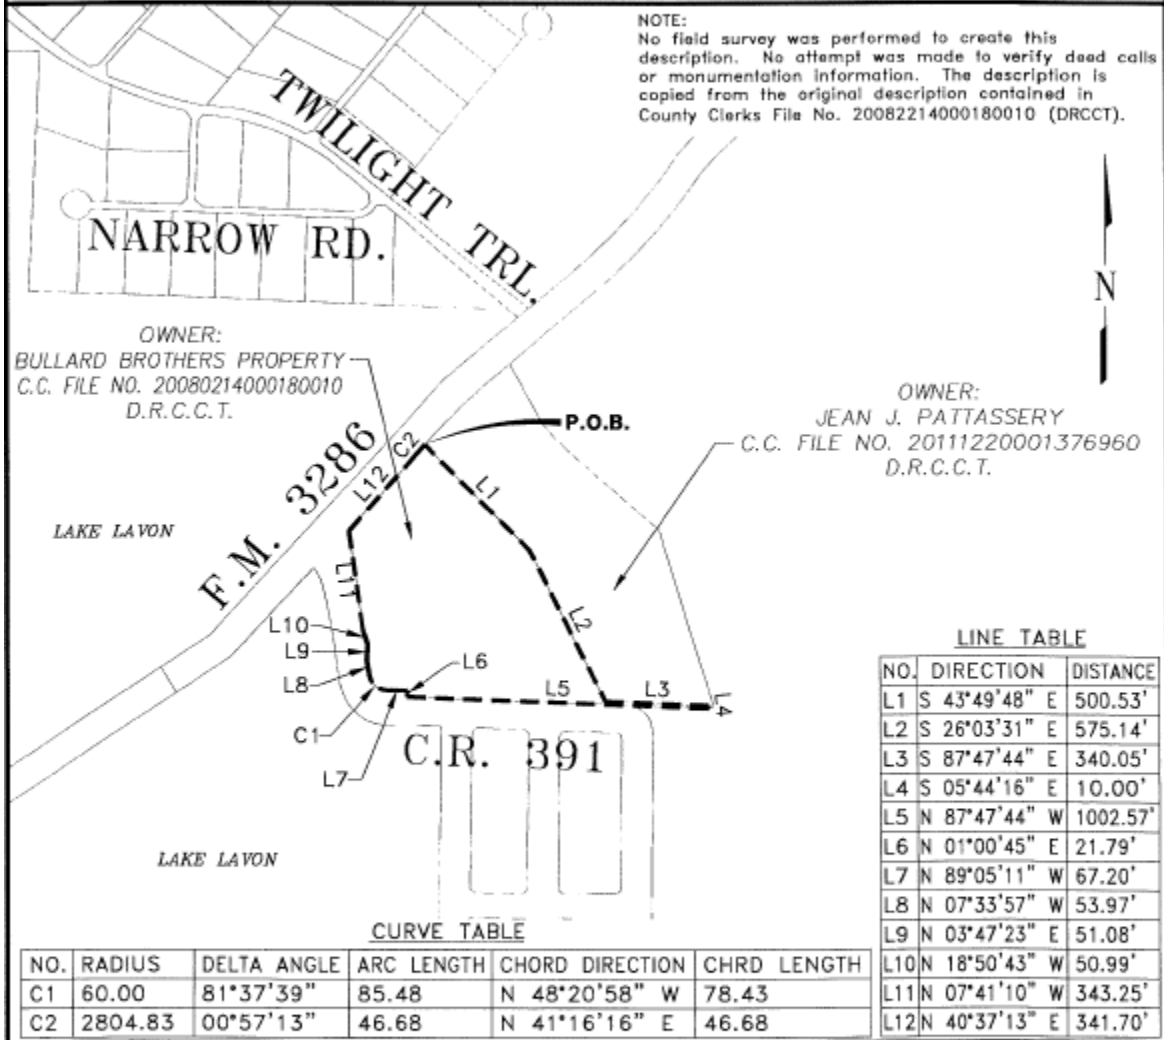 NOTE:
No field survey was performed to create this
description. No attempt was made to verify deed calls
or monumentation information. The description is
copied from the original description contained in
County Clerks File No. 20082214000180010 (DRCCT).
TWILIGHT TRL.
NARROW RD.
N
OWNER:
BULLARD BROTHERS PROPERTY
C.C. FILE NO. 20080214000180010
D.R.C.C.T.
OWNER:
JEAN J. PATTASSERY
C.C. FILE NO. 20111220001376960
D.R.C.C.T.
P.O.B.
F.M. 3286
LAKE LAVON
L12
C2
L1
L2
L11
L10
L9
L8
L6
L5
L3
L4
C1
L7
C.R. 391
LAKE LAVON
LINE TABLE
NO. DIRECTION DISTANCE
L1 S 43°49'48" E 500.53'
L2 S 26°03'31" E 575.14'
L3 S 87°47'44" E 340.05'
L4 S 05°44'16" E 10.00'
L5 N 87°47'44" W 1002.57'
L6 N 01°00'45" E 21.79'
L7 N 89°05'11" W 67.20'
L8 N 07°33'57" W 53.97'
L9 N 03°47'23" E 51.08'
L10 N 18°50'43" W 50.99'
L11 N 07°41'10" W 343.25'
L12 N 40°37'13" E 341.70'
CURVE TABLE
NO. RADIUS DELTA ANGLE ARC LENGTH CHORD DIRECTION CHRD LENGTH
C1 60.00 81°37'39" 85.48 N 48°20'58" W 78.43
C2 2804.83 00°57'13" 46.68 N 41°16'16" E 46.68